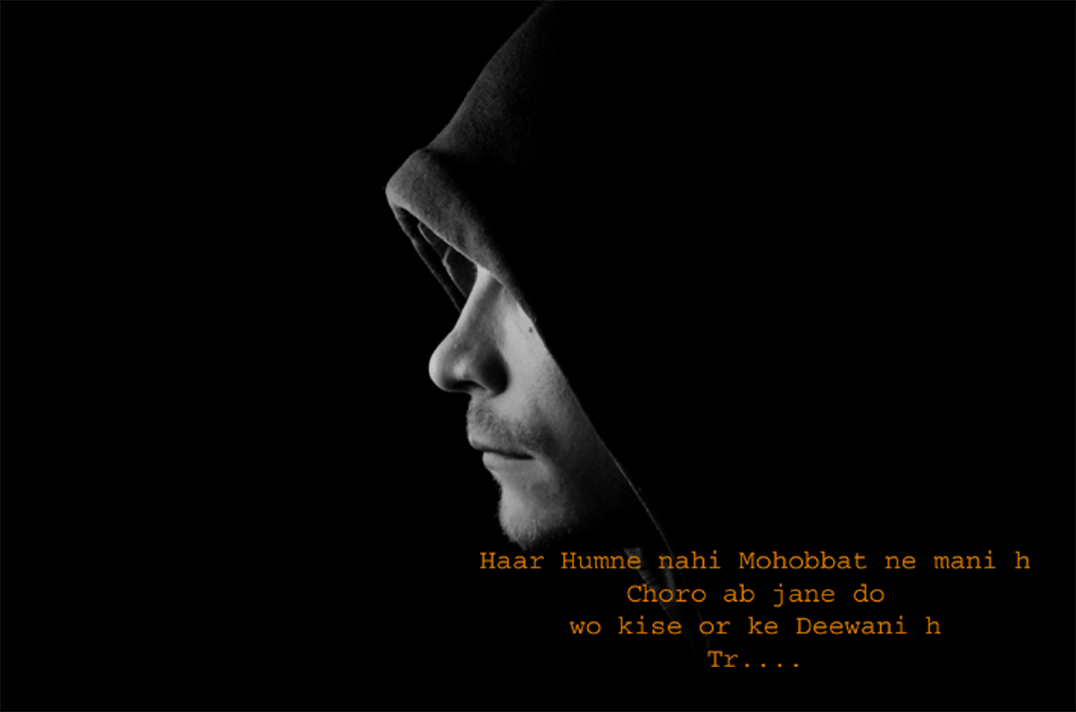 Haar Humne nahi Mohobbat ne mani h
Choro ab jane do
wo kise or ke Deewani h
Tr....